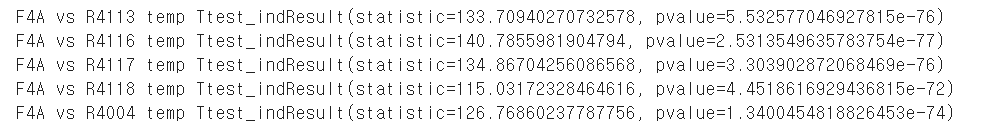 F4A vs R4113 temp Ttest_indResult(statistic=133.70940270732578, pvalue=5.532577046927815e-76)
F4A vs R4116 temp Ttest_indResult(statistic=140.7855981904794, pvalue=2.5313549635783754e-77)
F4A vs R4117 temp Ttest_indResult(statistic=134.86704256086568, pvalue=3.303902872068469e-76)
F4A vs R4118 temp Ttest_indResult(statistic=115.03172328464616, pvalue=4.4518616929436815e-72)
F4A vs R4004 temp Ttest_indResult(statistic=126.76860237787756, pvalue=1.3400454818826453e-74)